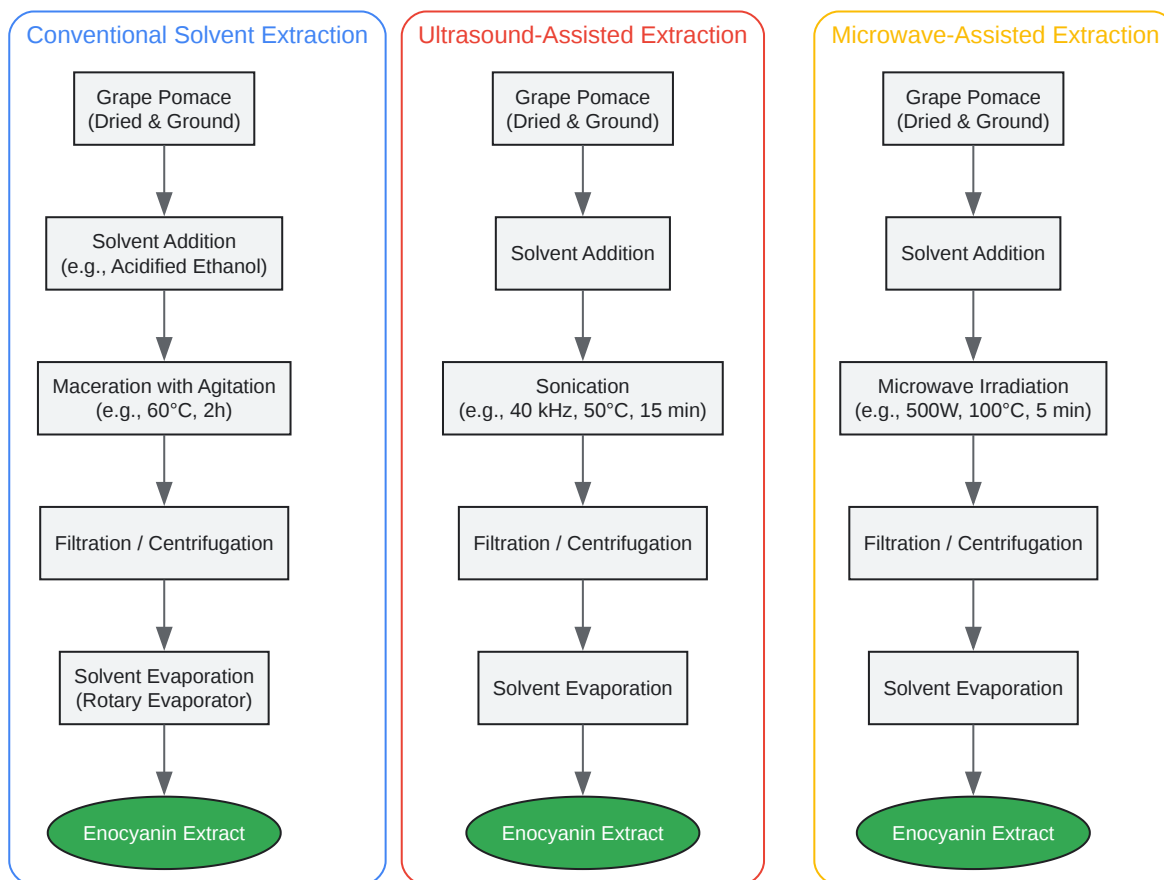 Conventional Solvent Extraction
Grape Pomace
(Dried & Ground)
Solvent Addition
(e.g., Acidified Ethanol)
Maceration with Agitation
(e.g., 60°C, 2h)
Filtration / Centrifugation
Solvent Evaporation
(Rotary Evaporator)
Enocyanin Extract
Ultrasound-Assisted Extraction
Grape Pomace
(Dried & Ground)
Solvent Addition
Sonication
(e.g., 40 kHz, 50°C, 15 min)
Filtration / Centrifugation
Solvent Evaporation
Enocyanin Extract
Microwave-Assisted Extraction
Grape Pomace
(Dried & Ground)
Solvent Addition
Microwave Irradiation
(e.g., 500W, 100°C, 5 min)
Filtration / Centrifugation
Solvent Evaporation
Enocyanin Extract